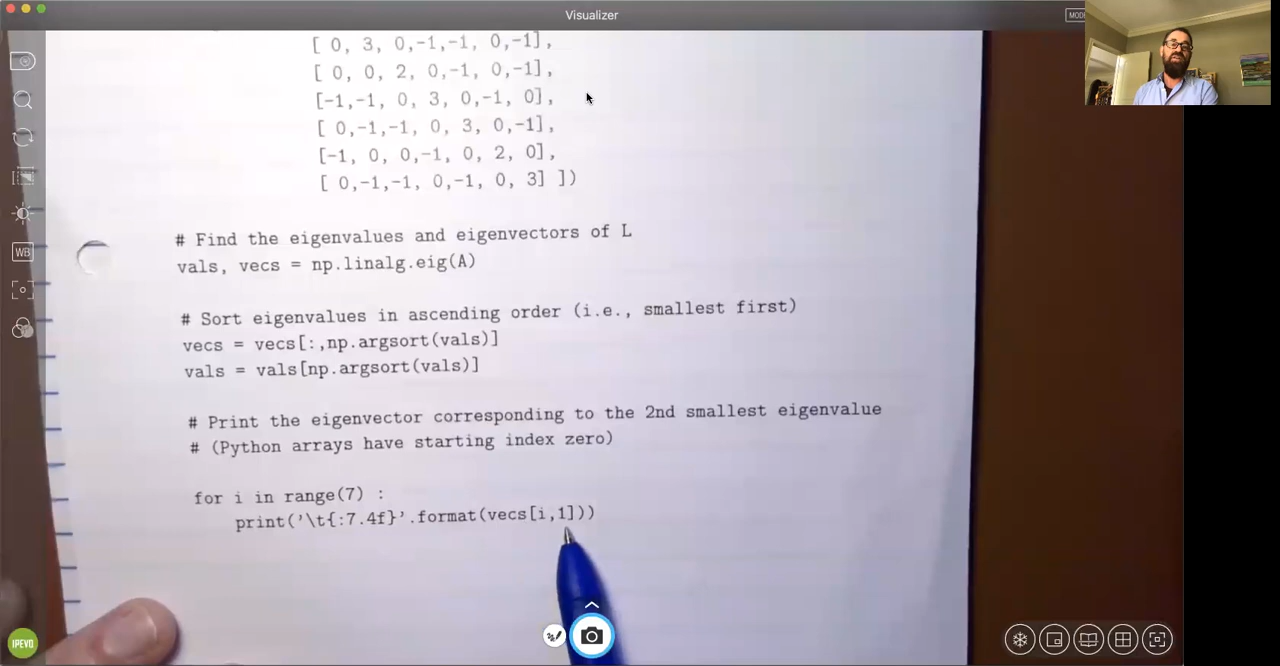 Visualizer
MOD
[ 0, 3, 0,-1,-1, 0,-1],
[ 0, 0, 2, 0,-1, 0,-1],
[-1,-1, 0, 3, 0,-1, 0],
[ 0,-1,-1, 0, 3, 0,-1],
[-1, 0, 0,-1, 0, 2, 0],
[ 0,-1,-1, 0,-1, 0, 3] ])
# Find the eigenvalues and eigenvectors of L
vals, vecs = np.linalg.eig(A)
# Sort eigenvalues in ascending order (i.e., smallest first)
vecs = vecs[:,np.argsort(vals)]
vals = vals[np.argsort(vals)]
# Print the eigenvector corresponding to the 2nd smallest eigenvalue
# (Python arrays have starting index zero)
for i in range(7) :
print('\t{:7.4f}'.format(vecs[i,1]))
WB
IPEVO